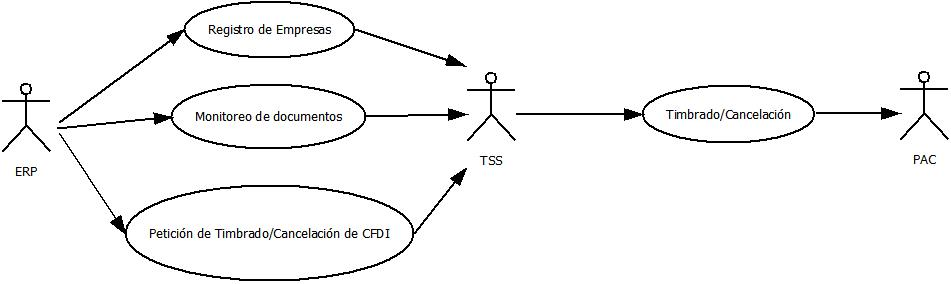 Registro de Empresas
Monitoreo de documentos
Timbrado/Cancelación
ERP
TSS
PAC
Petición de Timbrado/Cancelación de CFDI